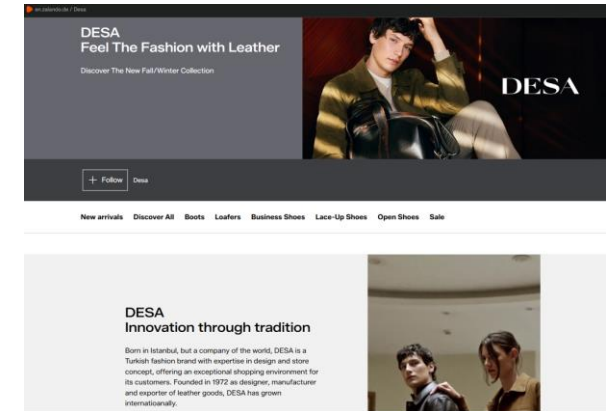 en.zalando.de / Desa
DESA
Feel The Fashion with Leather
Discover The New Fall/Winter Collection
DESA
+ Follow
Desa
New arrivals Discover All Boots Loafers Business Shoes Lace-Up Shoes Open Shoes Sale
DESA
Innovation through tradition
Born in Istanbul, but a company of the world, DESA is a
Turkish fashion brand with expertise in design and store
concept, offering an exceptional shopping environment for
its customers. Founded in 1972 as designer, manufacturer
and exporter of leather goods, DESA has grown
internatioanally.